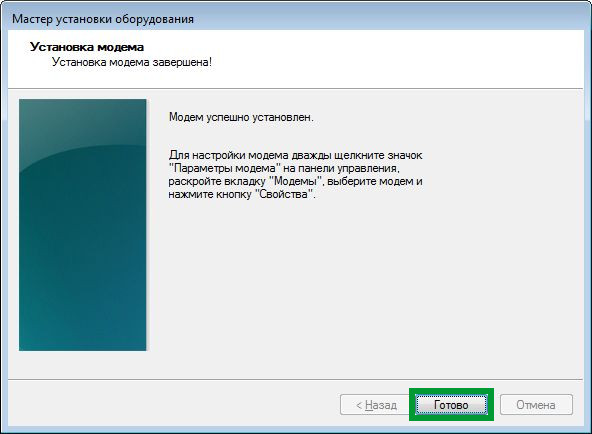 Мастер установки оборудования
Установка модема
Установка модема завершена!
Модем успешно установлен.
Для настройки модема дважды щелкните значок
"Параметры модема" на панели управления,
раскройте вкладку "Модемы", выберите модем и
нажмите кнопку "Свойства".
< Назад
Готово
Отмена